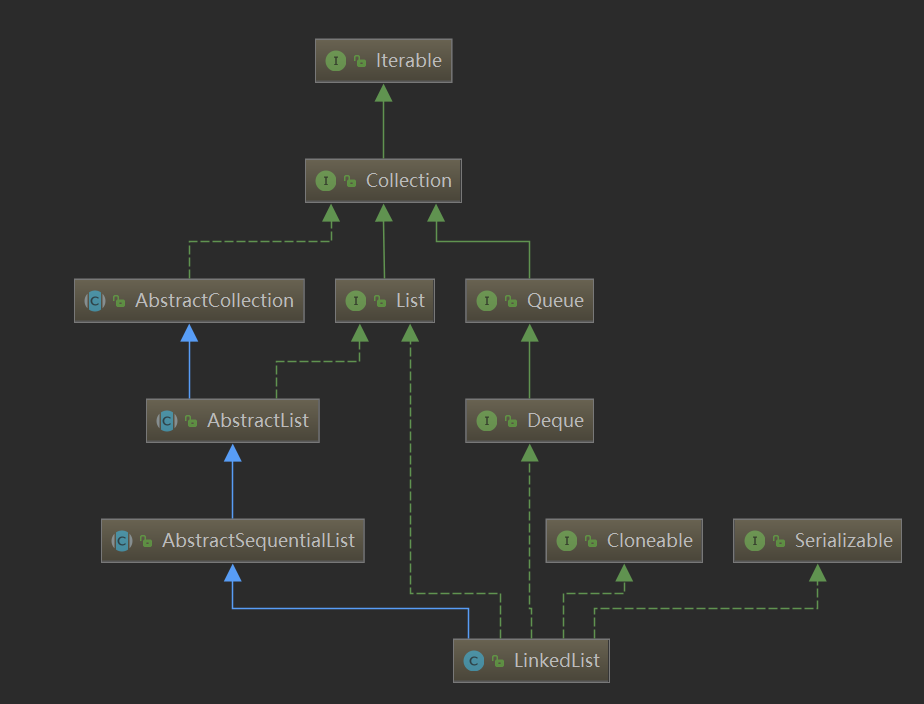 I Iterable
I Collection
C AbstractCollection
I List
I Queue
C AbstractList
I Deque
C AbstractSequentialList
I Cloneable
I Serializable
C LinkedList